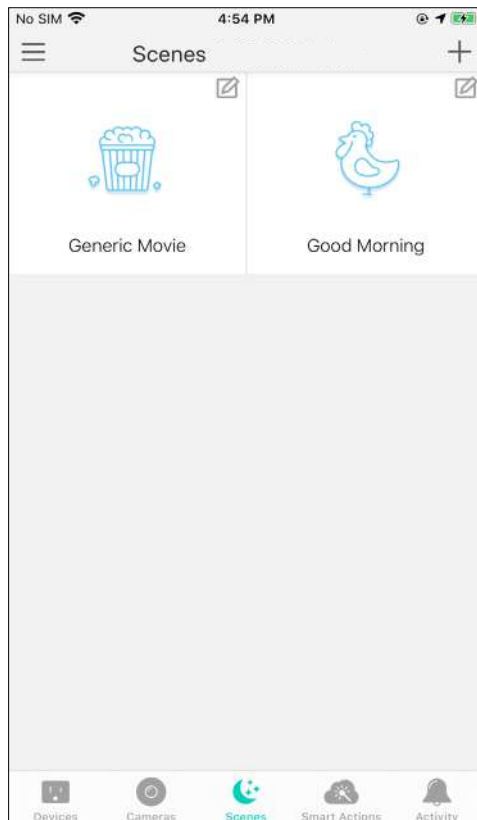 No SIM 4:54 PM
Scenes
Generic Movie Good Morning
Devices Cameras Scenes Smart Actions Activity